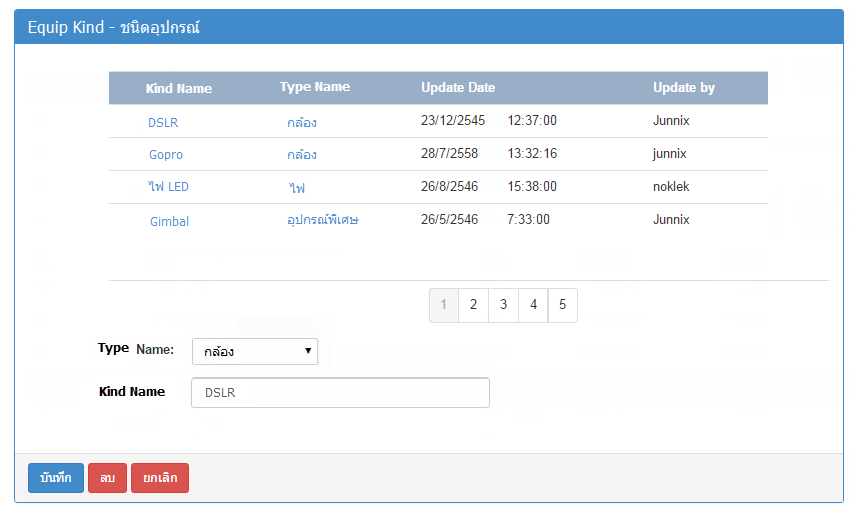 Equip Kind - ชนิดอุปกรณ์
Kind Name Type Name Update Date Update by
DSLR กล้อง 23/12/2545 12:37:00 Junnix
Gopro กล้อง 28/7/2558 13:32:16 junnix
ไฟ LED ไฟ 26/8/2546 15:38:00 noklek
Gimbal อุปกรณ์พิเศษ 26/5/2546 7:33:00 Junnix
1 2 3 4 5
Type Name: กล้อง
Kind Name DSLR
บันทึก ลบ ยกเลิก